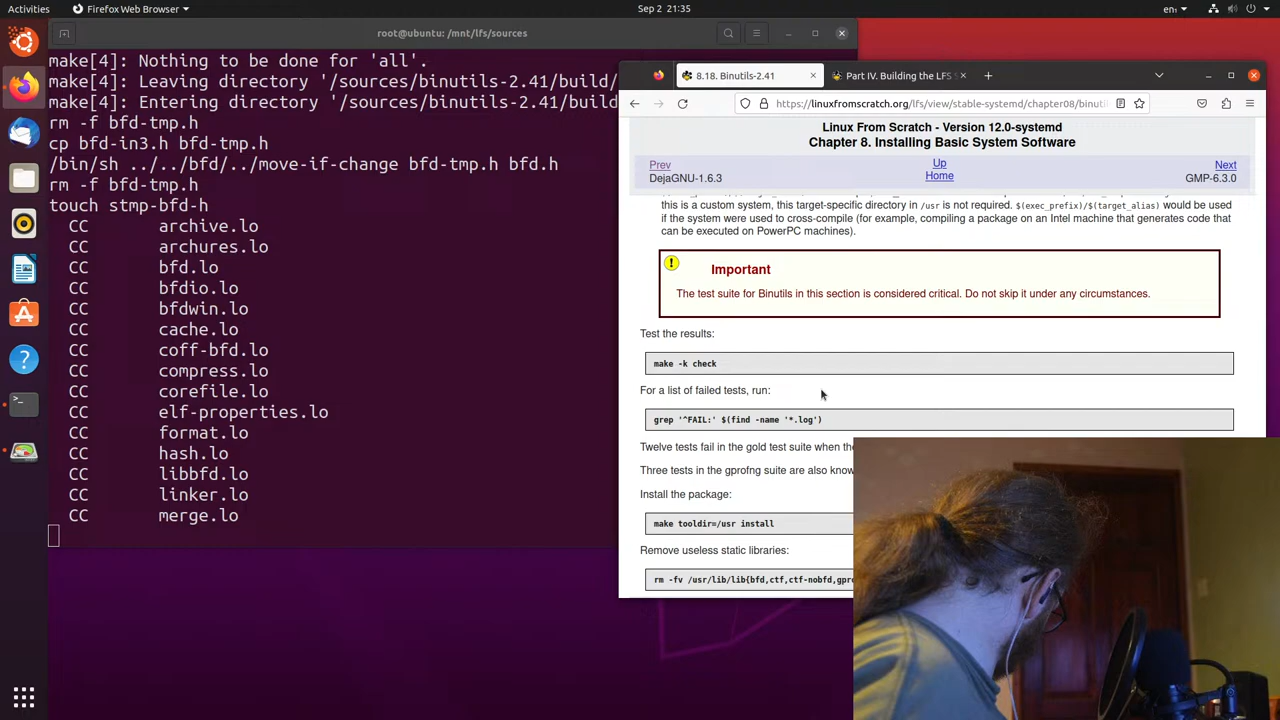 Activities
Firefox Web Browser
Sep 2 21:35
en
root@ubuntu: /mnt/lfs/sources
make[4]: Nothing to be done for 'all'.
make[4]: Leaving directory '/sources/binutils-2.41/build/
make[4]: Entering directory '/sources/binutils-2.41/build
rm -f bfd-tmp.h
cp bfd-in3.h bfd-tmp.h
/bin/sh ../../bfd/../move-if-change bfd-tmp.h bfd.h
rm -f bfd-tmp.h
touch stmp-bfd-h
CC archive.lo
CC archures.lo
CC bfd.lo
CC bfdio.lo
CC bfdwin.lo
CC cache.lo
CC coff-bfd.lo
CC compress.lo
CC corefile.lo
CC elf-properties.lo
CC format.lo
CC hash.lo
CC libbfd.lo
CC linker.lo
CC merge.lo
8.18. Binutils-2.41
Part IV. Building the LFS S
https://linuxfromscratch.org/lfs/view/stable-systemd/chapter08/binuti
Linux From Scratch - Version 12.0-systemd
Chapter 8. Installing Basic System Software
Prev
Up
Next
DejaGNU-1.6.3
Home
GMP-6.3.0
this is a custom system, this target-specific directory in /usr is not required. $(exec_prefix)/$(target_alias) would be used
if the system were used to cross-compile (for example, compiling a package on an Intel machine that generates code that
can be executed on PowerPC machines).
Important
The test suite for Binutils in this section is considered critical. Do not skip it under any circumstances.
Test the results:
make -k check
For a list of failed tests, run:
grep '^FAIL:' $(find -name '*.log')
Twelve tests fail in the gold test suite when the
Three tests in the gprofng suite are also know
Install the package:
make tooldir=/usr install
Remove useless static libraries:
rm -fv /usr/lib/lib{bfd,ctf,ctf-nobfd,gpro